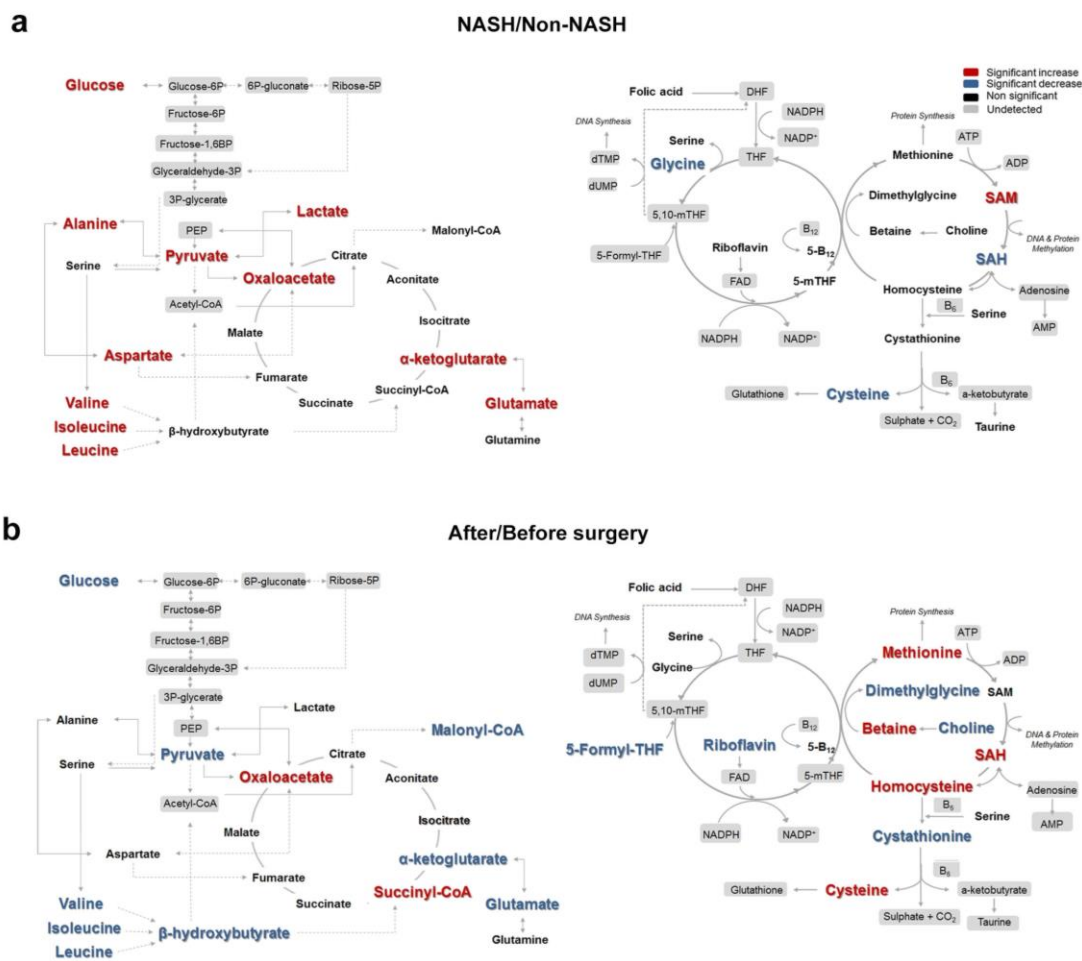 a
NASH/Non-NASH
Glucose
Glucose-6P
6P-gluconate
Ribose-5P
Fructose-6P
Fructose-1,6BP
Glyceraldehyde-3P
3P-glycerate
Alanine
PEP
Lactate
Serine
Pyruvate
Citrate
Malonyl-CoA
Oxaloacetate
Aconitate
Acetyl-CoA
Malate
Isocitrate
Aspartate
α-ketoglutarate
Fumarate
Succinyl-CoA
Valine
Succinate
Glutamate
Isoleucine
β-hydroxybutyrate
Glutamine
Leucine
Significant increase
Significant decrease
Non significant
Undetected
Folic acid
DHF
NADPH
NADP+
DNA Synthesis
Serine
dTMP
Glycine
THF
dUMP
5,10-mTHF
5-Formyl-THF
Riboflavin
B12
5-B12
FAD
5-mTHF
NADPH
NADP+
Protein Synthesis
ATP
Methionine
ADP
Dimethylglycine
SAM
Betaine
Choline
DNA & Protein
Methylation
SAH
Homocysteine
Adenosine
B6
Serine
AMP
Cystathionine
B6
Glutathione
Cysteine
a-ketobutyrate
Sulphate + CO2
Taurine
b
After/Before surgery
Glucose
Glucose-6P
6P-gluconate
Ribose-5P
Fructose-6P
Fructose-1,6BP
Glyceraldehyde-3P
3P-glycerate
Alanine
PEP
Lactate
Serine
Pyruvate
Citrate
Malonyl-CoA
Oxaloacetate
Aconitate
Acetyl-CoA
Malate
Isocitrate
Aspartate
α-ketoglutarate
Fumarate
Succinyl-CoA
Valine
Succinate
Glutamate
Isoleucine
β-hydroxybutyrate
Glutamine
Leucine
Folic acid
DHF
NADPH
NADP+
DNA Synthesis
Serine
dTMP
Glycine
THF
dUMP
5,10-mTHF
5-Formyl-THF
Riboflavin
B12
5-B12
FAD
5-mTHF
NADPH
NADP+
Protein Synthesis
ATP
Methionine
ADP
Dimethylglycine
SAM
Betaine
Choline
DNA & Protein
Methylation
SAH
Homocysteine
Adenosine
Serine
AMP
Cystathionine
Glutathione
Cysteine
a-ketobutyrate
Sulphate + CO2
Taurine